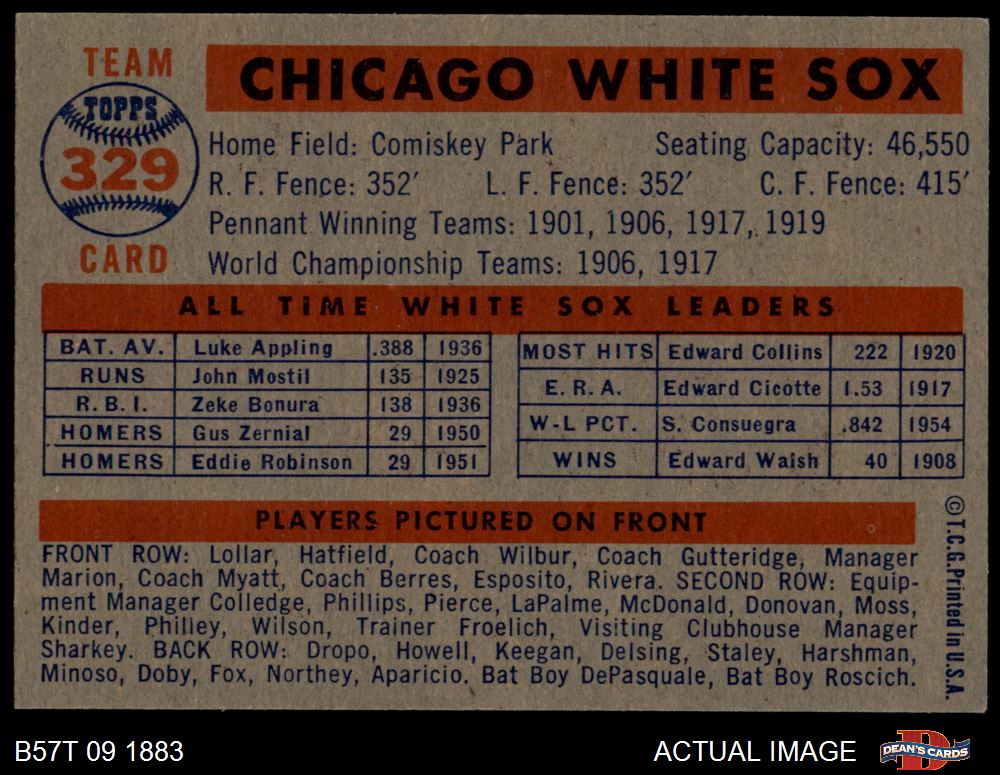 TEAM
TOPPS
329
CARD
CHICAGO WHITE SOX
Home Field: Comiskey Park Seating Capacity: 46,550
R. F. Fence: 352′ L. F. Fence: 352′ C. F. Fence: 415′
Pennant Winning Teams: 1901, 1906, 1917, 1919
World Championship Teams: 1906, 1917
ALL TIME WHITE SOX LEADERS
BAT. AV. Luke Appling .388 1936
RUNS John Mostil 135 1925
R. B. I. Zeke Bonura 138 1936
HOMERS Gus Zernial 29 1950
HOMERS Eddie Robinson 29 1951
MOST HITS Edward Collins 222 1920
E. R. A. Edward Cicotte 1.53 1917
W-L PCT. S. Consuegra .842 1954
WINS Edward Walsh 40 1908
PLAYERS PICTURED ON FRONT
FRONT ROW: Lollar, Hatfield, Coach Wilbur, Coach Gutteridge, Manager
Marion, Coach Myatt, Coach Berres, Esposito, Rivera. SECOND ROW: Equip-
ment Manager Colledge, Phillips, Pierce, LaPalme, McDonald, Donovan, Moss,
Kinder, Philley, Wilson, Trainer Froelich, Visiting Clubhouse Manager
Sharkey. BACK ROW: Dropo, Howell, Keegan, Delsing, Staley, Harshman,
Minoso, Doby, Fox, Northey, Aparicio. Bat Boy DePasquale, Bat Boy Roscich.
© T.C.G. Printed in U.S.A.
B57T 09 1883 ACTUAL IMAGE
D
DEAN'S CARDS